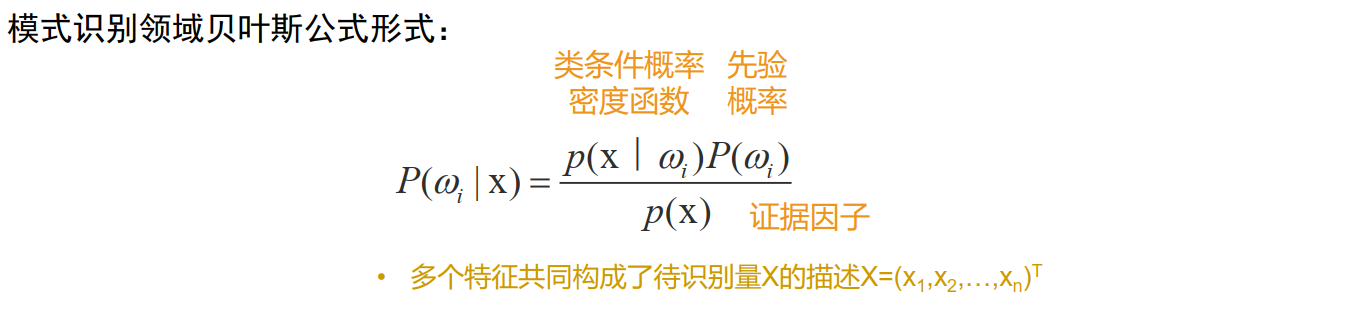 模式识别领域贝叶斯公式形式：
类条件概率 先验
密度函数 概率
P(ωᵢ | x) = p(x | ωᵢ)P(ωᵢ) / p(x)
证据因子
• 多个特征共同构成了待识别量X的描述X=(x₁,x₂,…,xₙ)ᵀ